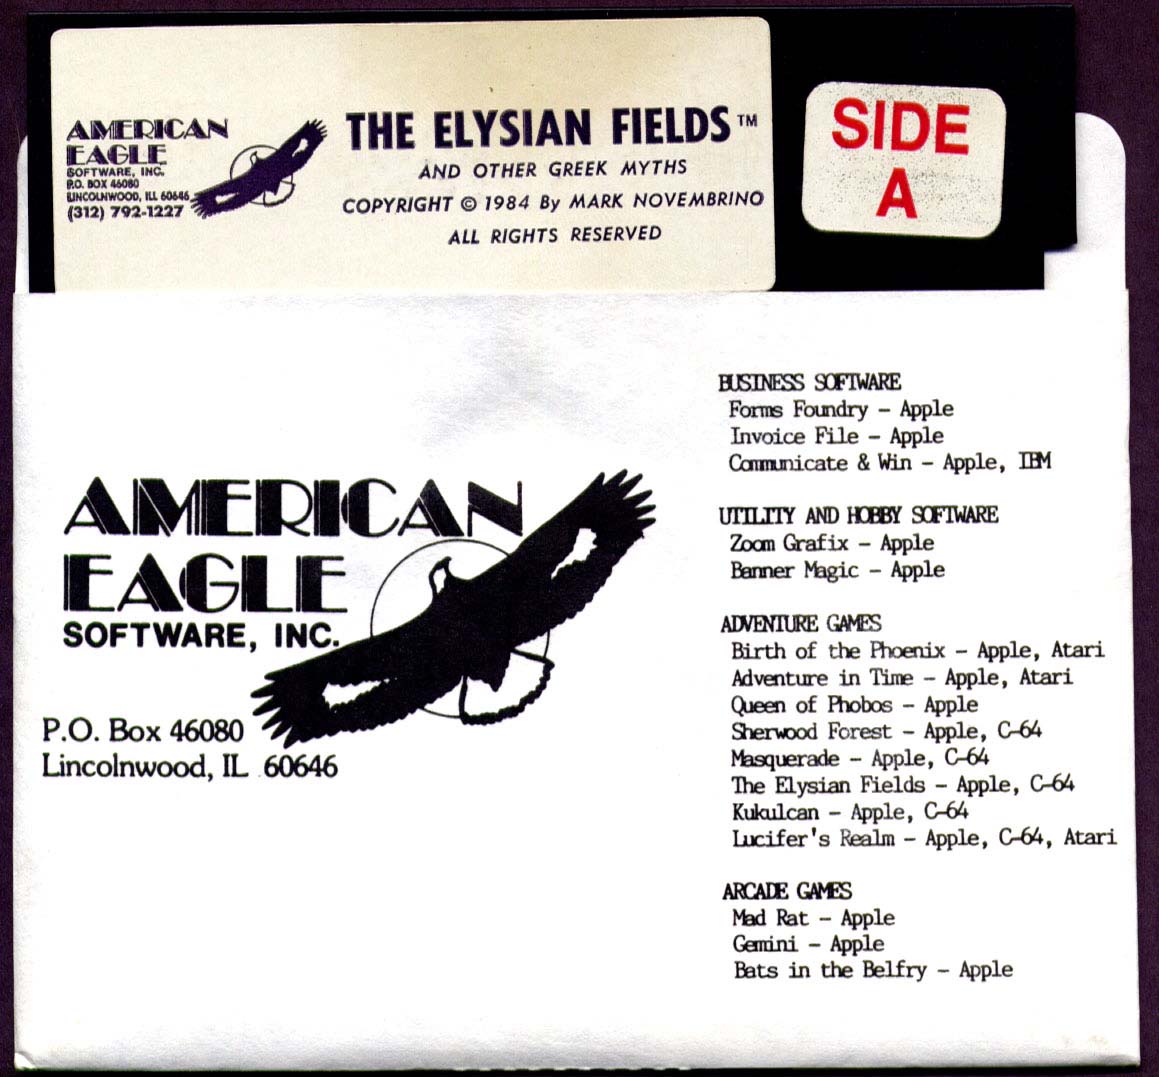 AMERICAN
EAGLE
SOFTWARE, INC.
P.O. BOX 46080
LINCOLNWOOD, ILL 60646
(312) 792-1227
THE ELYSIAN FIELDS™
AND OTHER GREEK MYTHS
COPYRIGHT © 1984 By MARK NOVEMBRINO
ALL RIGHTS RESERVED
SIDE
A
AMERICAN
EAGLE
SOFTWARE, INC.
P.O. Box 46080
Lincolnwood, IL 60646
BUSINESS SOFTWARE
Forms Foundry - Apple
Invoice File - Apple
Communicate & Win - Apple, IBM
UTILITY AND HOBBY SOFTWARE
Zoom Grafix - Apple
Banner Magic - Apple
ADVENTURE GAMES
Birth of the Phoenix - Apple, Atari
Adventure in Time - Apple, Atari
Queen of Phobos - Apple
Sherwood Forest - Apple, C-64
Masquerade - Apple, C-64
The Elysian Fields - Apple, C-64
Kukulcan - Apple, C-64
Lucifer's Realm - Apple, C-64, Atari
ARCADE GAMES
Mad Rat - Apple
Gemini - Apple
Bats in the Belfry - Apple